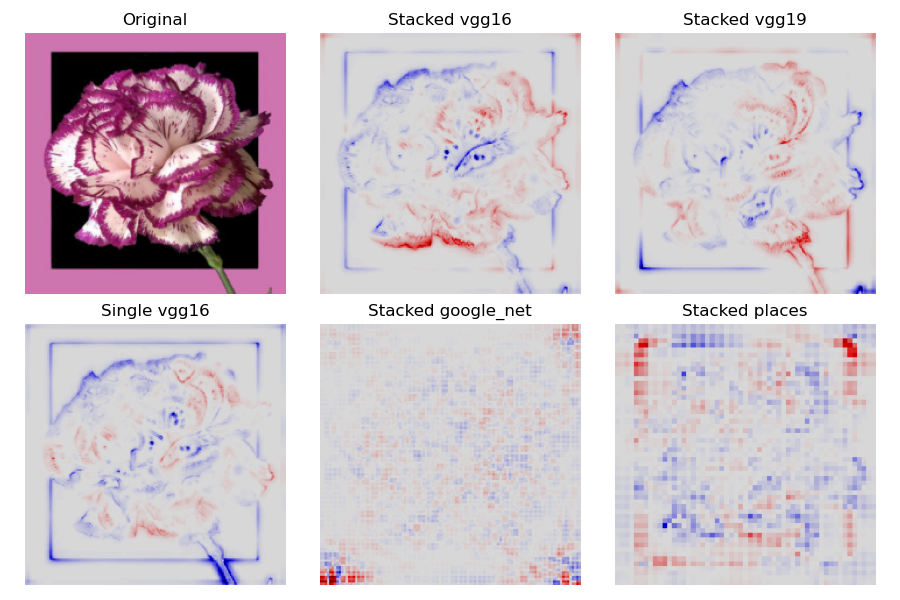 Original
Stacked vgg16
Stacked vgg19
Single vgg16
Stacked google_net
Stacked places